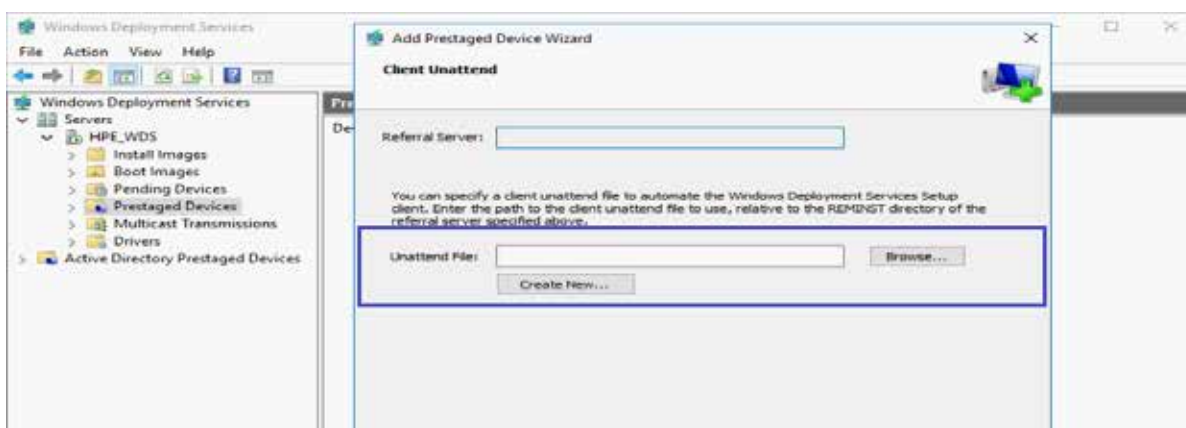 Windows Deployment Services
File Action View Help
Windows Deployment Services
Servers
HPE_WDS
Install Images
Boot Images
Pending Devices
Prestaged Devices
Multicast Transmissions
Drivers
Active Directory Prestaged Devices
Pre
De
Add Prestaged Device Wizard
Client Unattend
Referral Server:
You can specify a client unattend file to automate the Windows Deployment Services Setup
client. Enter the path to the client unattend file to use, relative to the REMINST directory of the
referral server specified above.
Unattend File:
Browse...
Create New...